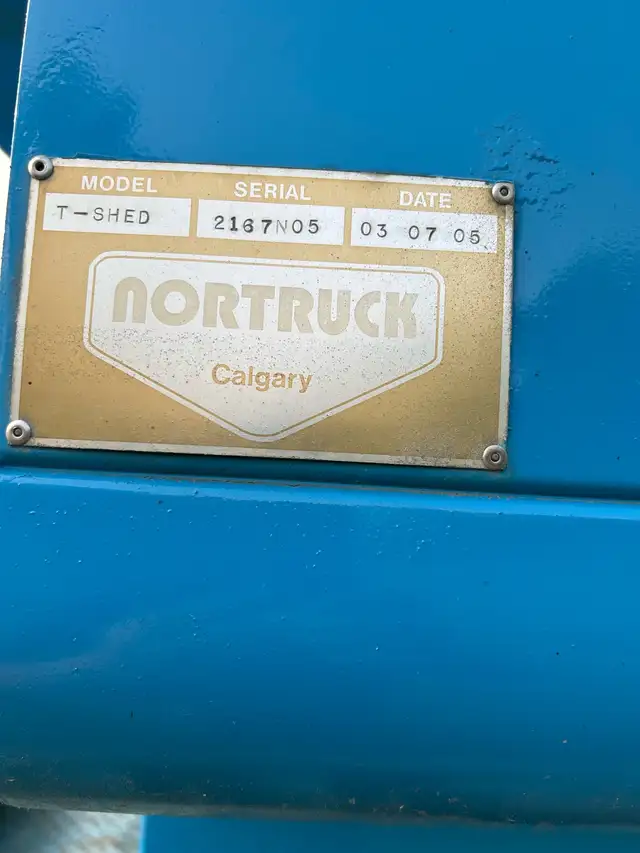 MODEL SERIAL DATE
T-SHED 2167N05 03 07 05
NORTRUCK
Calgary